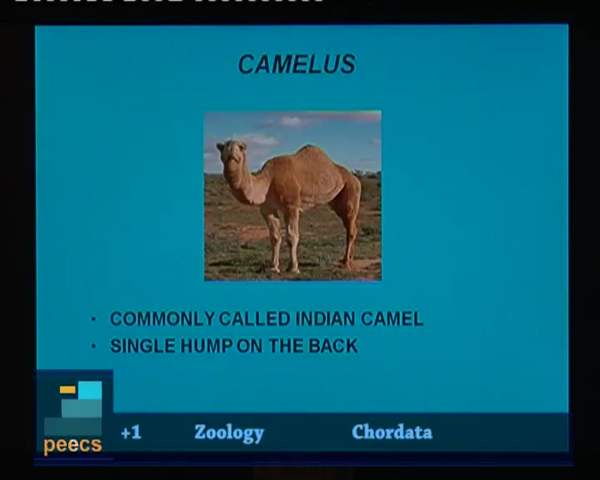 CAMELUS
• COMMONLY CALLED INDIAN CAMEL
• SINGLE HUMP ON THE BACK
peecs
+1 Zoology Chordata